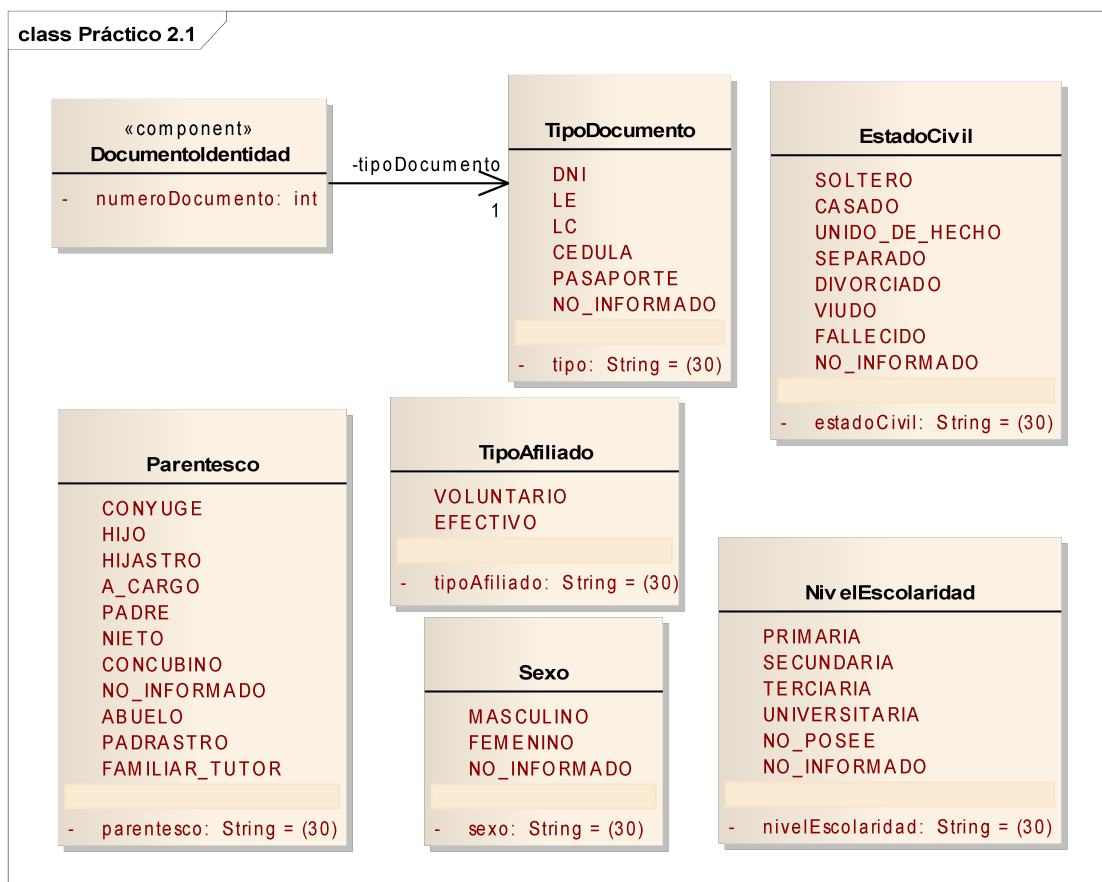 class Práctico 2.1
«component»
DocumentoIdentidad
- numeroDocumento: int
-tipoDocumento
1
TipoDocumento
DNI
LE
LC
CEDULA
PASAPORTE
NO_INFORMADO
- tipo: String = (30)
EstadoCivil
SOLTERO
CASADO
UNIDO_DE_HECHO
SEPARADO
DIVORCIADO
VIUDO
FALLECIDO
NO_INFORMADO
- estadoCivil: String = (30)
Parentesco
CONYUGE
HIJO
HIJASTRO
A_CARGO
PADRE
NIETO
CONCUBINO
NO_INFORMADO
ABUELO
PADRASTRO
FAMILIAR_TUTOR
- parentesco: String = (30)
TipoAfiliado
VOLUNTARIO
EFECTIVO
- tipoAfiliado: String = (30)
Sexo
MASCULINO
FEMENINO
NO_INFORMADO
- sexo: String = (30)
NivelEscolaridad
PRIMARIA
SECUNDARIA
TERCIARIA
UNIVERSITARIA
NO_POSEE
NO_INFORMADO
- nivelEscolaridad: String = (30)